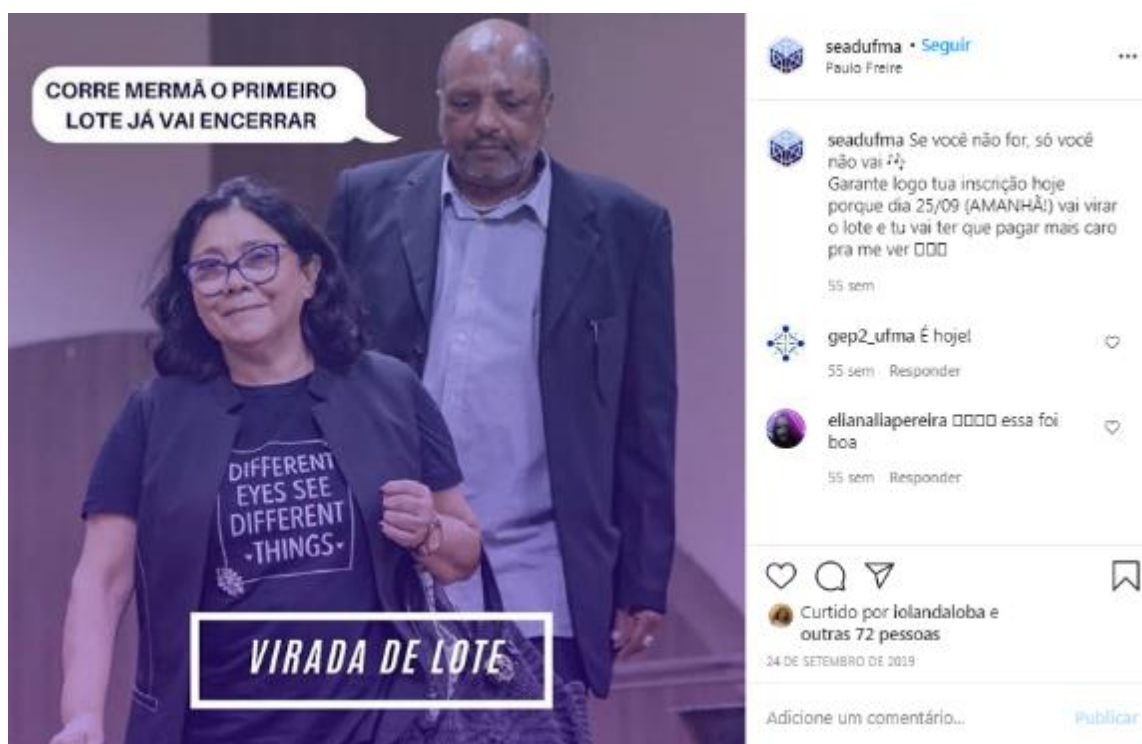 CORRE MERMÃ O PRIMEIRO
LOTE JÁ VAI ENCERRAR
DIFFERENT
EYES SEE
DIFFERENT
THINGS
VIRADA DE LOTE
seadufma • Seguir
Paulo Freire
seadufma Se você não for, só você
não vai 🎶
Garante logo tua inscrição hoje
porque dia 25/09 (AMANHÃ!) vai virar
o lote e tu vai ter que pagar mais caro
pra me ver □□□
55 sem
gep2_ufma É hoje!
55 sem Responder
elianaliapereira □□□□ essa foi
boa
55 sem Responder
Curtido por iolandaloba e
outras 72 pessoas
24 DE SETEMBRO DE 2019
Adicione um comentário...
Publicar